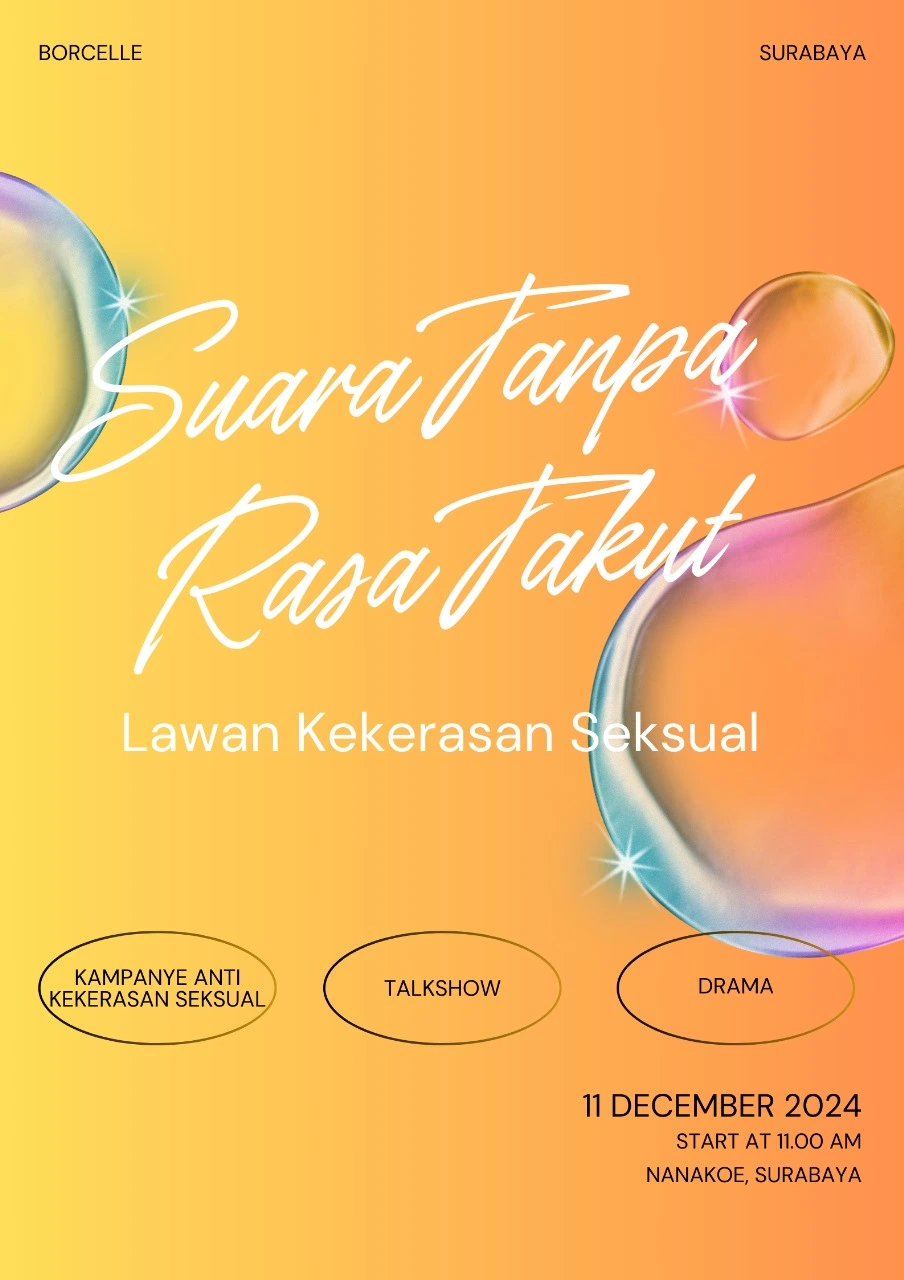 BORCELLE
SURABAYA
Suara Tanpa
Rasa Takut
Lawan Kekerasan Seksual
KAMPANYE ANTI
KEKERASAN SEKSUAL
TALKSHOW
DRAMA
11 DECEMBER 2024
START AT 11.00 AM
NANAKOE, SURABAYA